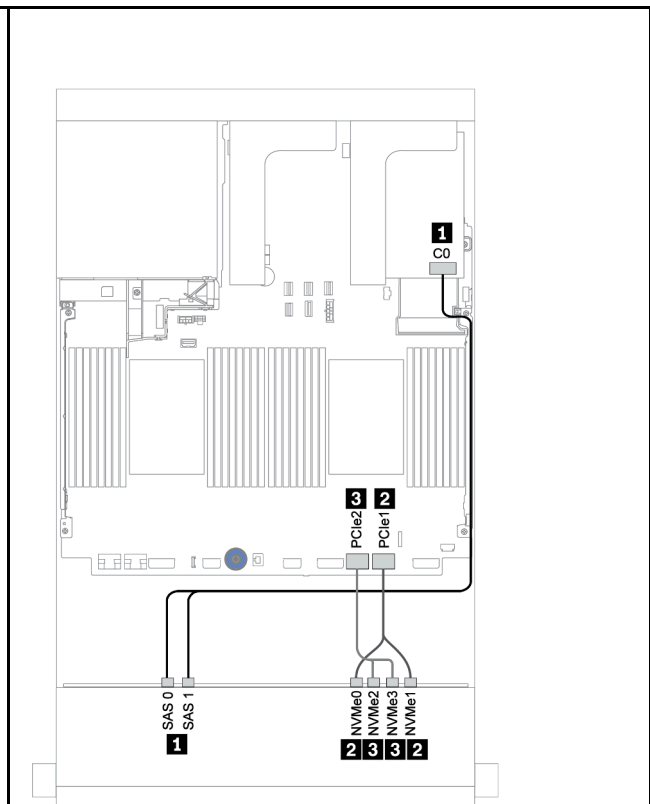 1
C0
3 2
PCIe2 PCIe1
SAS 0 SAS 1 NVMe0 NVMe2 NVMe3 NVMe1
1 2 3 3 2